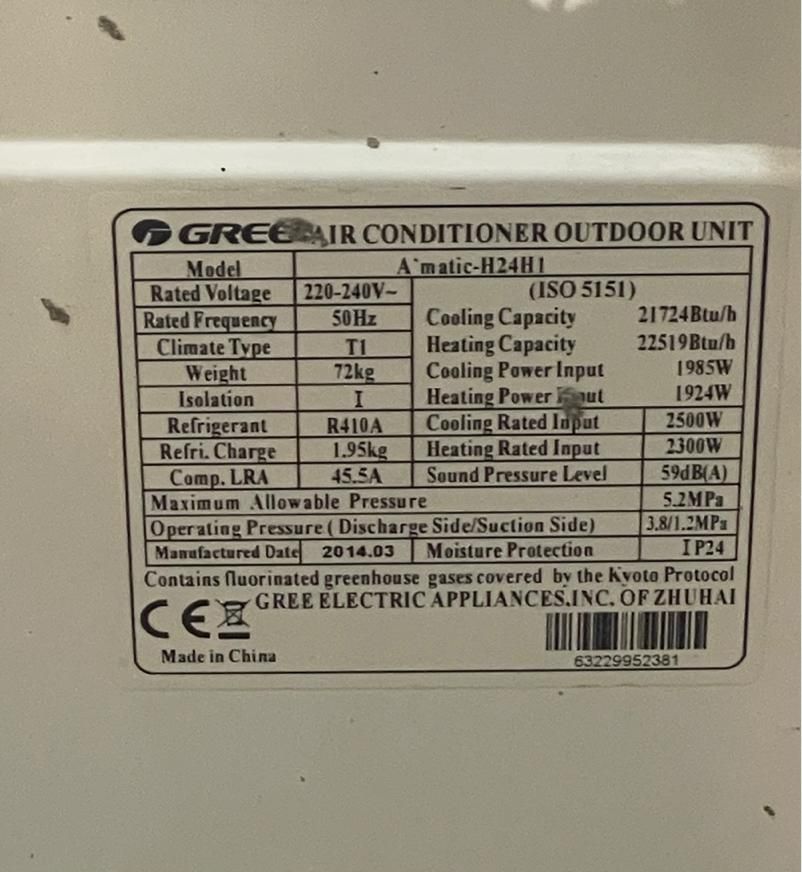 GREE AIR CONDITIONER OUTDOOR UNIT
Model A`matic-H24H1
Rated Voltage 220-240V~ (ISO 5151)
Rated Frequency 50Hz Cooling Capacity 21724Btu/h
Climate Type T1 Heating Capacity 22519Btu/h
Weight 72kg Cooling Power Input 1985W
Isolation I Heating Power Input 1924W
Refrigerant R410A Cooling Rated Input 2500W
Refri. Charge 1.95kg Heating Rated Input 2300W
Comp. LRA 45.5A Sound Pressure Level 59dB(A)
Maximum Allowable Pressure 5.2MPa
Operating Pressure ( Discharge Side/Suction Side) 3.8/1.2MPa
Manufactured Date 2014.03 Moisture Protection IP24
Contains fluorinated greenhouse gases covered by the Kyoto Protocol
CE GREE ELECTRIC APPLIANCES,INC. OF ZHUHAI
Made in China 63229952381